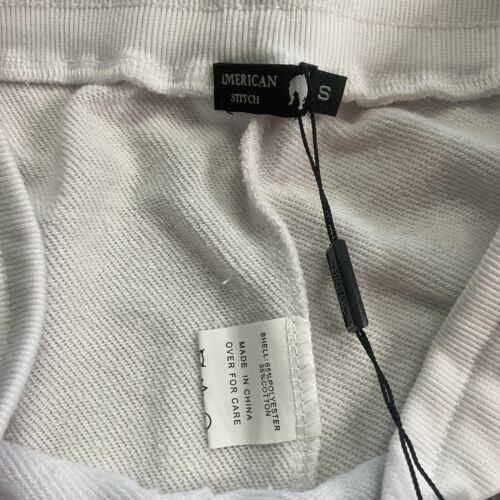 AMERICAN
STITCH
S
SHELL: 65%POLYESTER
35%COTTON
MADE IN CHINA
OVER FOR CARE